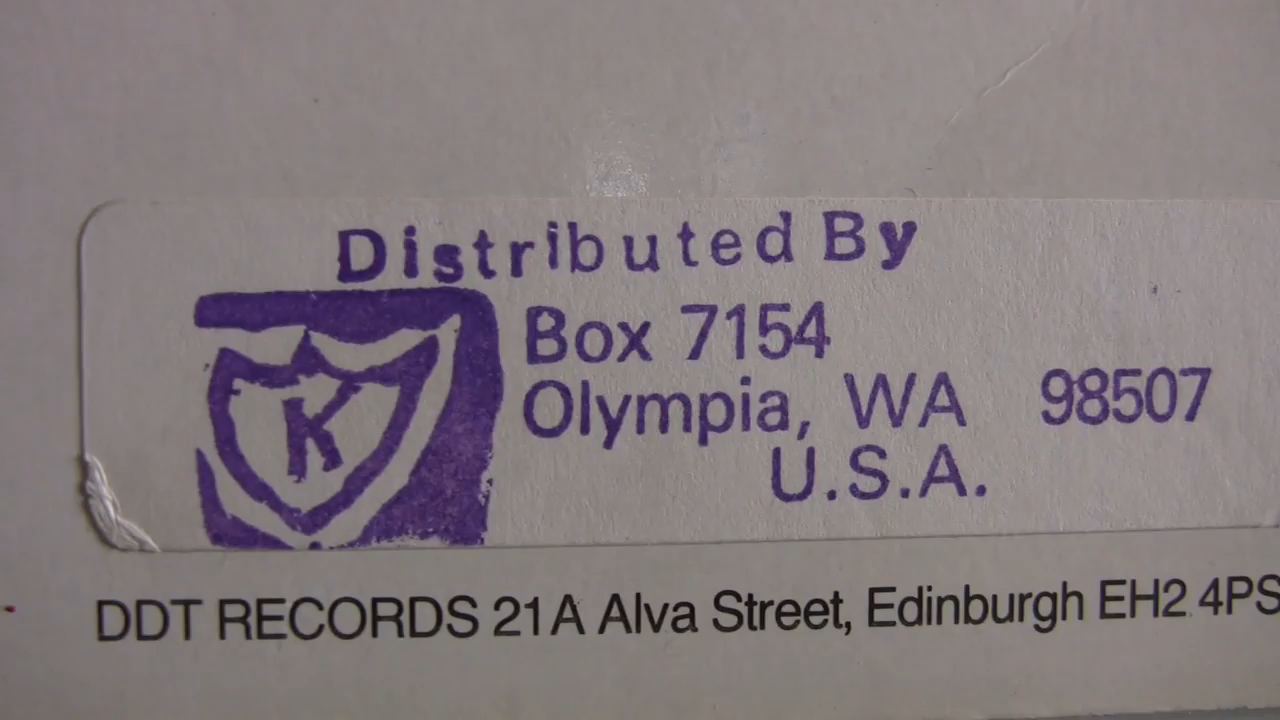 Distributed By
K
Box 7154
Olympia, WA 98507
U.S.A.
DDT RECORDS 21A Alva Street, Edinburgh EH2 4PS